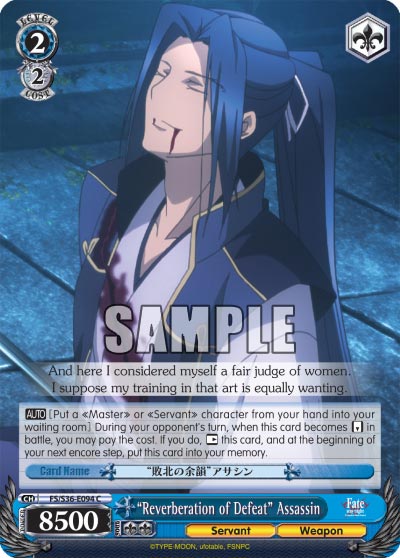 LEVEL
2
2
COST
SAMPLE
And here I considered myself a fair judge of women.
I suppose my training in that art is equally wanting.
AUTO [Put a «Master» or «Servant» character from your hand into your
waiting room] During your opponent's turn, when this card becomes in
battle, you may pay the cost. If you do, this card, and at the beginning of
your next encore step, put this card into memory.
Card Name
“敗北の余韻”アサシン
CH
FS/S36-E094 C
“Reverberation of Defeat” Assassin
POWER
8500
SOUL
Fate
Servant
Weapon
©TYPE-MOON, ufotable, FSNPC